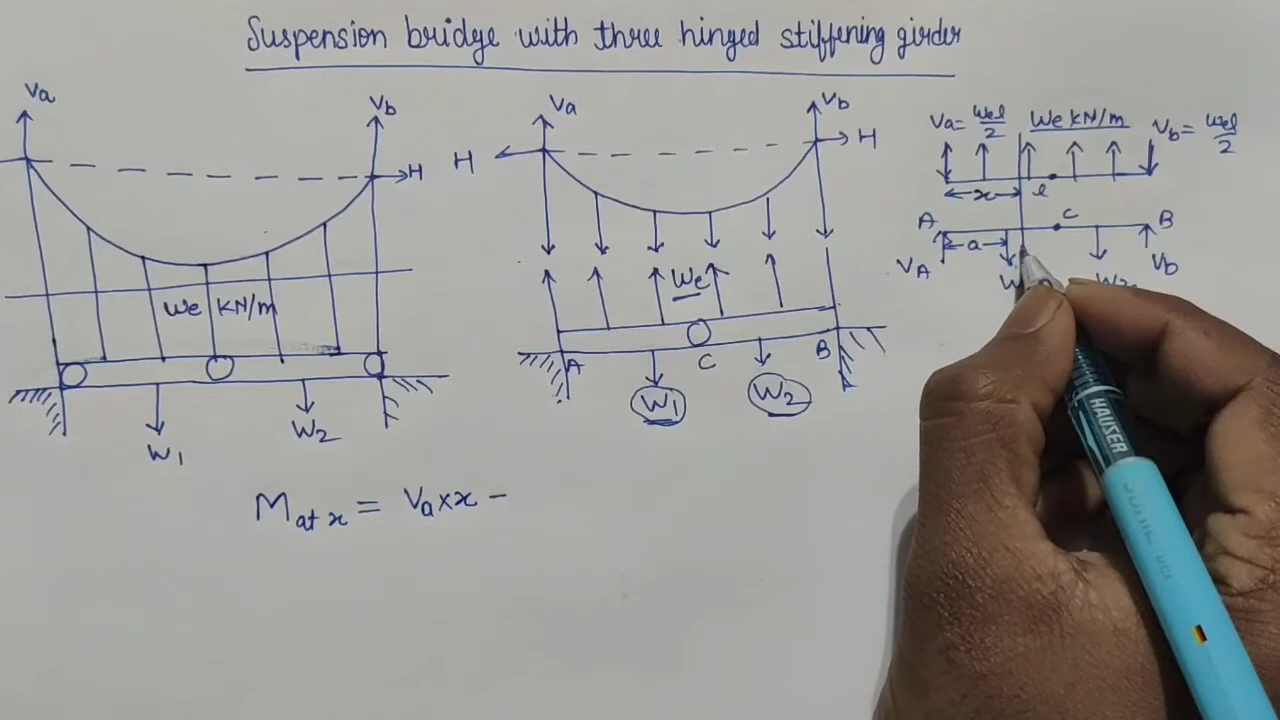 Suspension bridge with three hinged stiffening girder
Va
Vb
H
We KN/m
W1
W2
Va
Vb
H
H
We
A
C
B
W1
W2
Va = Wel/2
We KN/m
Vb = Wel/2
x
l
A
C
B
a
VA
Vb
W2
M at x = Va × x −
HAUSER